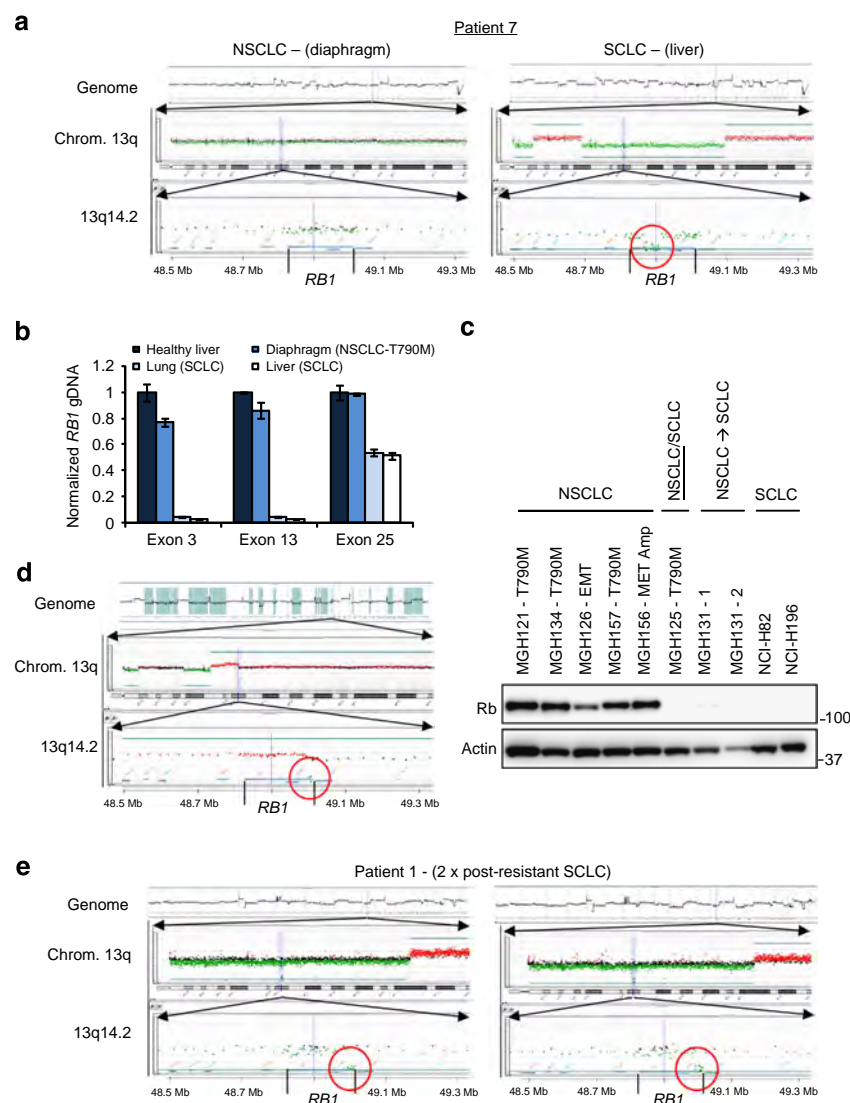 a
Patient 7
NSCLC – (diaphragm)
SCLC – (liver)
Genome
Chrom. 13q
13q14.2
48.5 Mb 48.7 Mb 49.1 Mb 49.3 Mb
RB1
48.5 Mb 48.7 Mb 49.1 Mb 49.3 Mb
RB1
b
Healthy liver Diaphragm (NSCLC-T790M)
Lung (SCLC) Liver (SCLC)
Normalized RB1 gDNA
1.2
1
0.8
0.6
0.4
0.2
0
Exon 3 Exon 13 Exon 25
c
NSCLC
NSCLC/SCLC
NSCLC → SCLC
SCLC
MGH121 - T790M
MGH134 - T790M
MGH126 - EMT
MGH157 - T790M
MGH156 - MET Amp
MGH125 - T790M
MGH131 - 1
MGH131 - 2
NCI-H82
NCI-H196
Rb
-100
Actin
-37
d
Genome
Chrom. 13q
13q14.2
48.5 Mb 48.7 Mb 49.1 Mb 49.3 Mb
RB1
e
Patient 1 - (2 x post-resistant SCLC)
Genome
Chrom. 13q
13q14.2
48.5 Mb 48.7 Mb 49.1 Mb 49.3 Mb
RB1
48.5 Mb 48.7 Mb 49.1 Mb 49.3 Mb
RB1